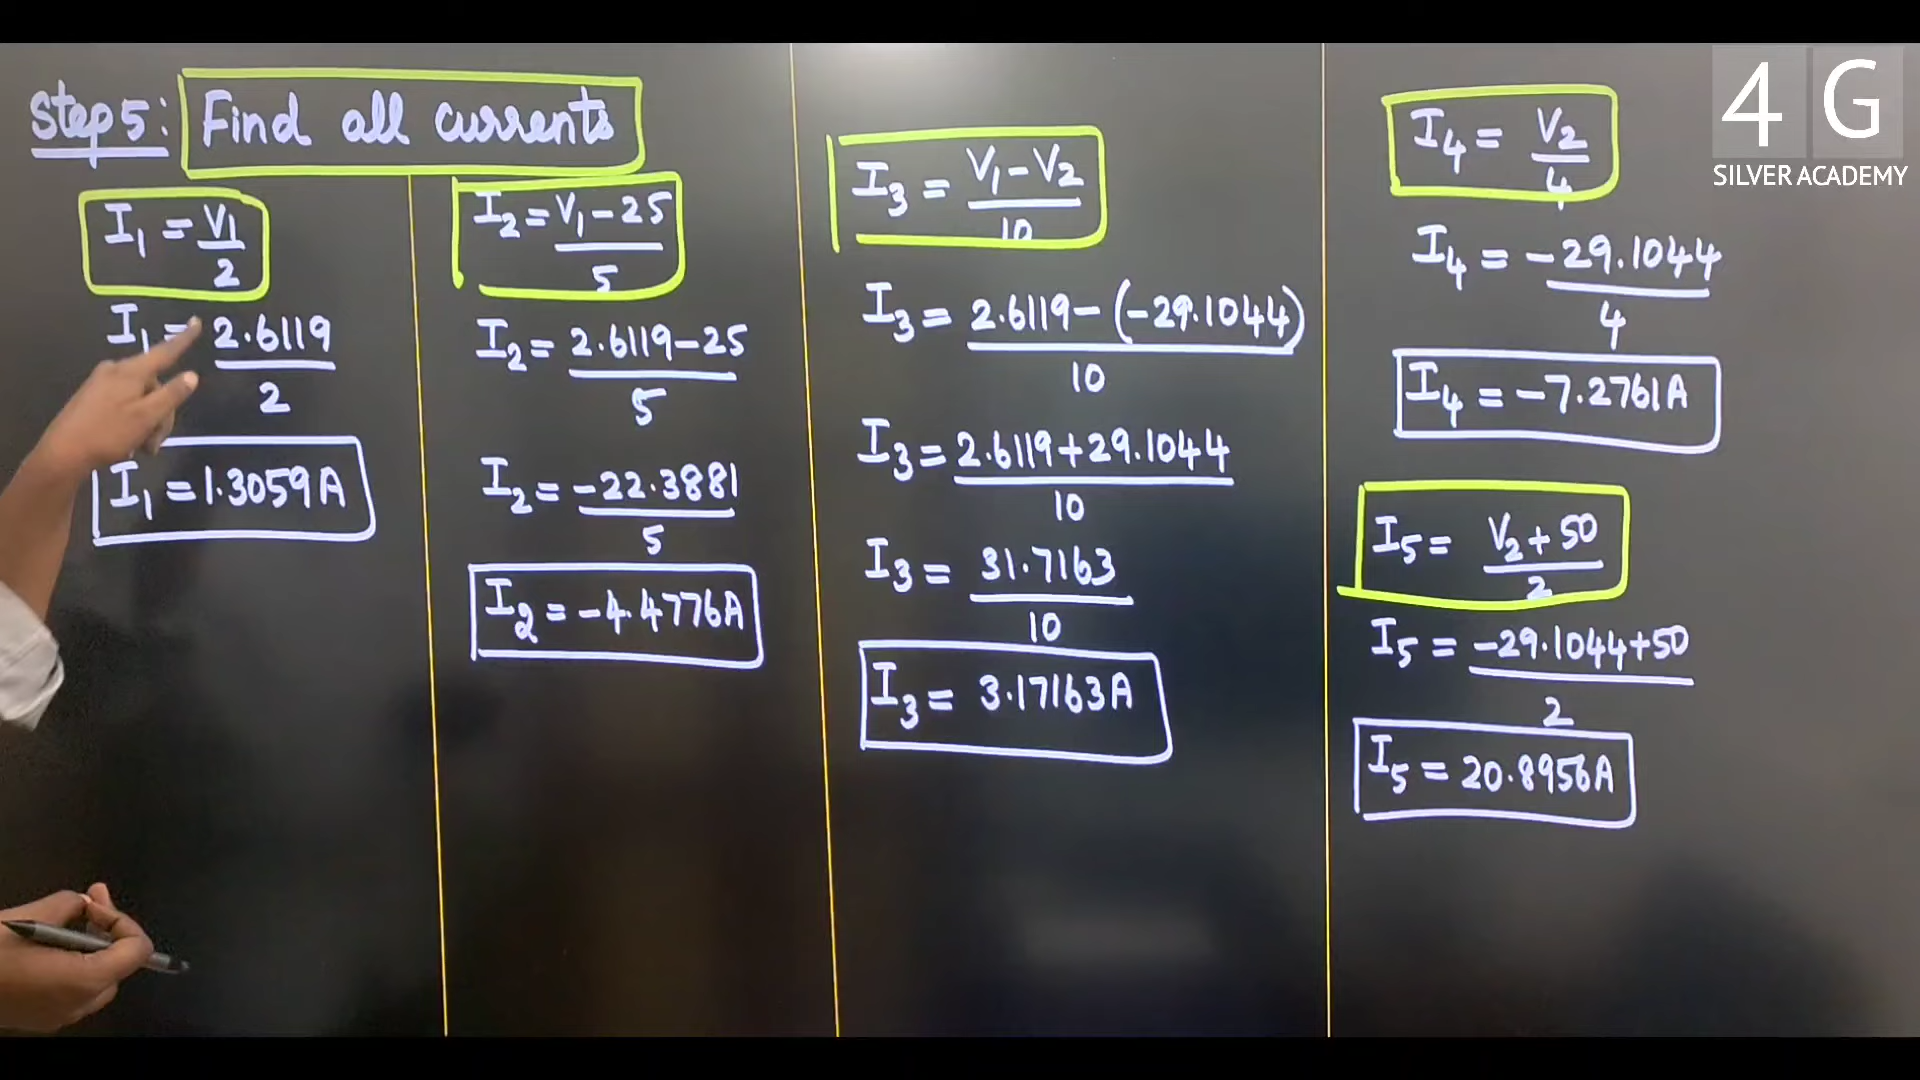 Step 5: Find all currents
I₁ = V₁/2
I₁ = 2.6119/2
I₁ = 1.3059A
I₂ = V₁ - 25/5
I₂ = 2.6119 - 25/5
I₂ = -22.3881/5
I₂ = -4.4776A
I₃ = V₁ - V₂/10
I₃ = 2.6119 - (-29.1044)/10
I₃ = 2.6119 + 29.1044/10
I₃ = 31.7163/10
I₃ = 3.17163A
I₄ = V₂/4
I₄ = -29.1044/4
I₄ = -7.2761A
I₅ = V₂ + 50/2
I₅ = -29.1044 + 50/2
I₅ = 20.8956A
4 G
SILVER ACADEMY